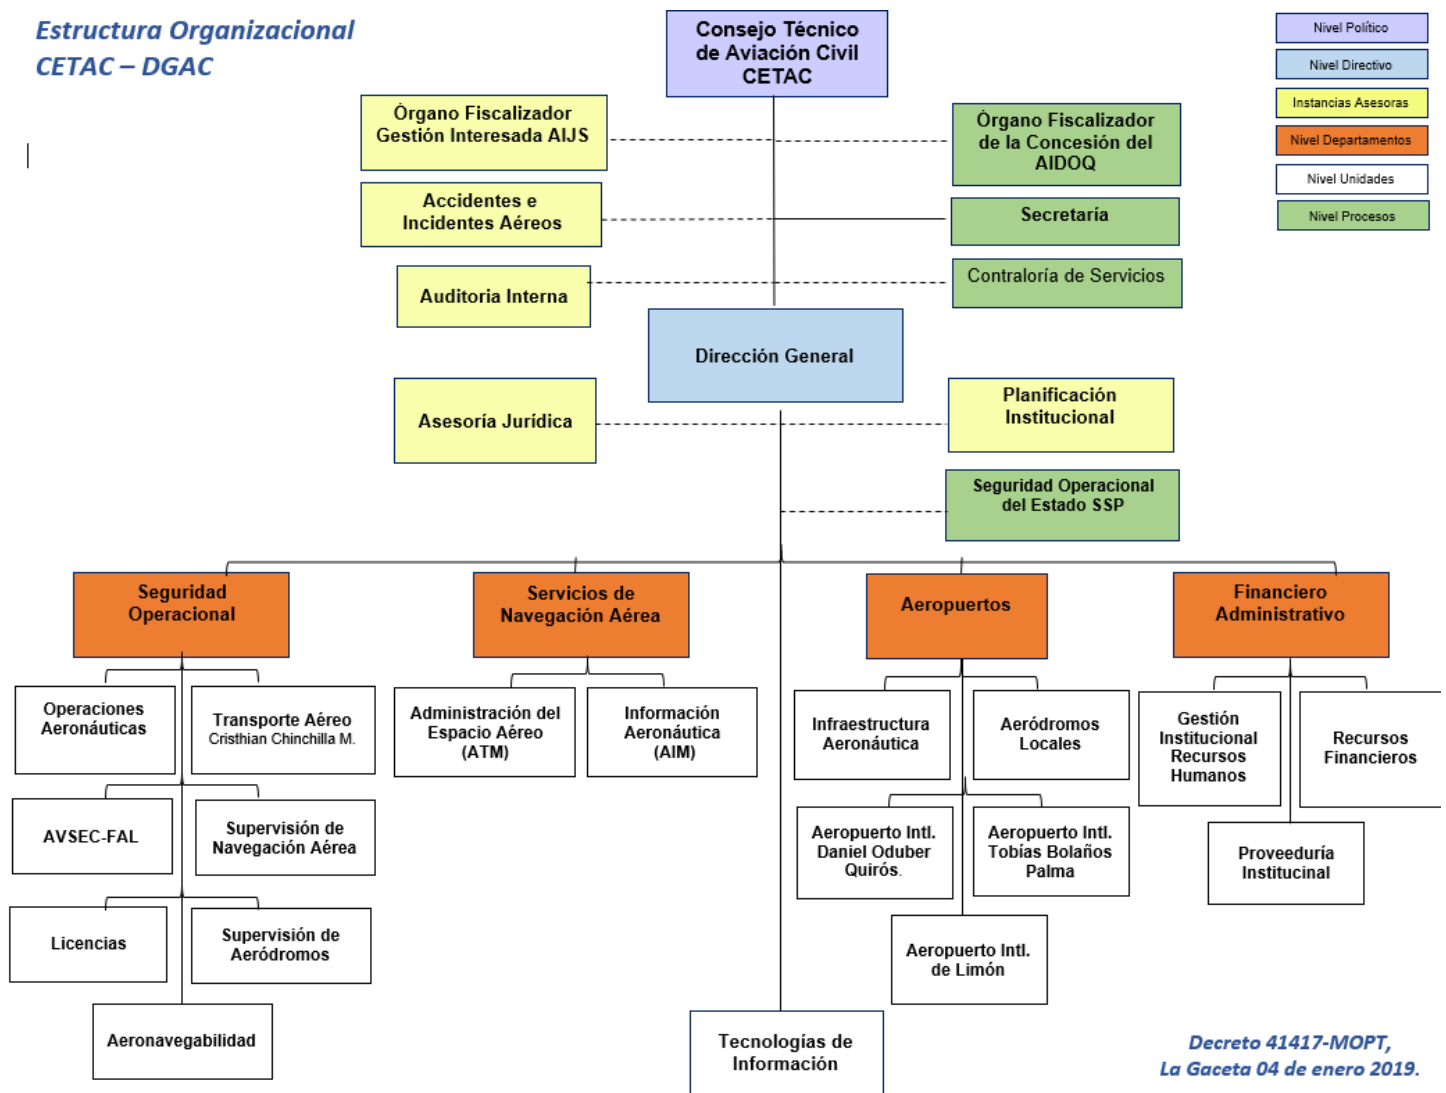 Estructura Organizacional
CETAC – DGAC
Consejo Técnico
de Aviación Civil
CETAC
Nivel Político
Nivel Directivo
Instancias Asesoras
Nivel Departamentos
Nivel Unidades
Nivel Procesos
Órgano Fiscalizador
Gestión Interesada AIJS
Órgano Fiscalizador
de la Concesión del
AIDOQ
Accidentes e
Incidentes Aéreos
Secretaría
Auditoria Interna
Contraloría de Servicios
Dirección General
Asesoría Jurídica
Planificación
Institucional
Seguridad Operacional
del Estado SSP
Seguridad
Operacional
Servicios de
Navegación Aérea
Aeropuertos
Financiero
Administrativo
Operaciones
Aeronáuticas
Transporte Aéreo
Cristhian Chinchilla M.
Administración del
Espacio Aéreo
(ATM)
Información
Aeronáutica
(AIM)
Infraestructura
Aeronáutica
Aeródromos
Locales
Gestión
Institucional
Recursos
Humanos
Recursos
Financieros
AVSEC-FAL
Supervisión de
Navegación Aérea
Aeropuerto Intl.
Daniel Oduber
Quirós.
Aeropuerto Intl.
Tobías Bolaños
Palma
Proveeduría
Institucinal
Licencias
Supervisión de
Aeródromos
Aeropuerto Intl.
de Limón
Aeronavegabilidad
Tecnologías de
Información
Decreto 41417-MOPT,
La Gaceta 04 de enero 2019.